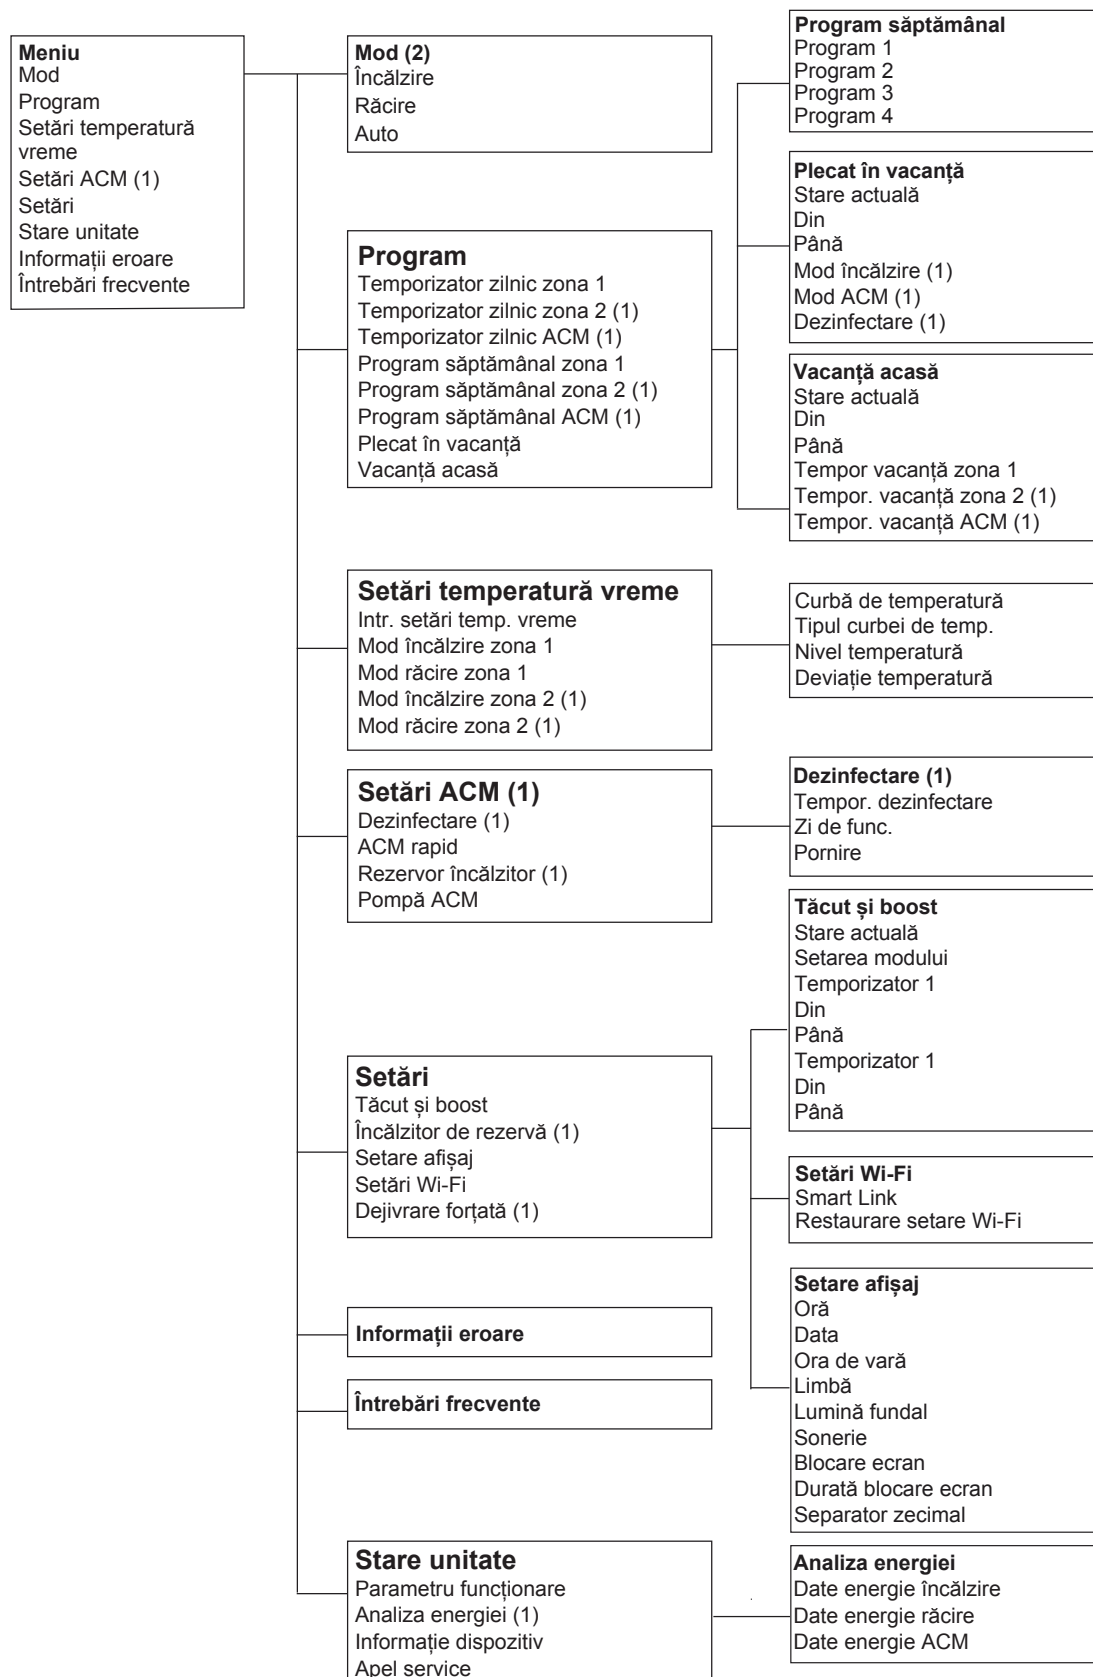 Meniu
Mod
Program
Setări temperatură
vreme
Setări ACM (1)
Setări
Stare unitate
Informații eroare
Întrebări frecvente
Mod (2)
Încălzire
Răcire
Auto
Program
Temporizator zilnic zona 1
Temporizator zilnic zona 2 (1)
Temporizator zilnic ACM (1)
Program săptămânal zona 1
Program săptămânal zona 2 (1)
Program săptămânal ACM (1)
Plecat în vacanță
Vacanță acasă
Program săptămânal
Program 1
Program 2
Program 3
Program 4
Plecat în vacanță
Stare actuală
Din
Până
Mod încălzire (1)
Mod ACM (1)
Dezinfectare (1)
Vacanță acasă
Stare actuală
Din
Până
Tempor vacanță zona 1
Tempor. vacanță zona 2 (1)
Tempor. vacanță ACM (1)
Setări temperatură vreme
Intr. setări temp. vreme
Mod încălzire zona 1
Mod răcire zona 1
Mod încălzire zona 2 (1)
Mod răcire zona 2 (1)
Curbă de temperatură
Tipul curbei de temp.
Nivel temperatură
Deviație temperatură
Setări ACM (1)
Dezinfectare (1)
ACM rapid
Rezervor încălzitor (1)
Pompă ACM
Dezinfectare (1)
Tempor. dezinfectare
Zi de func.
Pornire
Setări
Tăcut și boost
Încălzitor de rezervă (1)
Setare afișaj
Setări Wi-Fi
Dejivrare forțată (1)
Tăcut și boost
Stare actuală
Setarea modului
Temporizator 1
Din
Până
Temporizator 1
Din
Până
Setări Wi-Fi
Smart Link
Restaurare setare Wi-Fi
Setare afișaj
Oră
Data
Ora de vară
Limbă
Lumină fundal
Sonerie
Blocare ecran
Durată blocare ecran
Separator zecimal
Informații eroare
Întrebări frecvente
Stare unitate
Parametru funcționare
Analiza energiei (1)
Informație dispozitiv
Apel service
Analiza energiei
Date energie încălzire
Date energie răcire
Date energie ACM